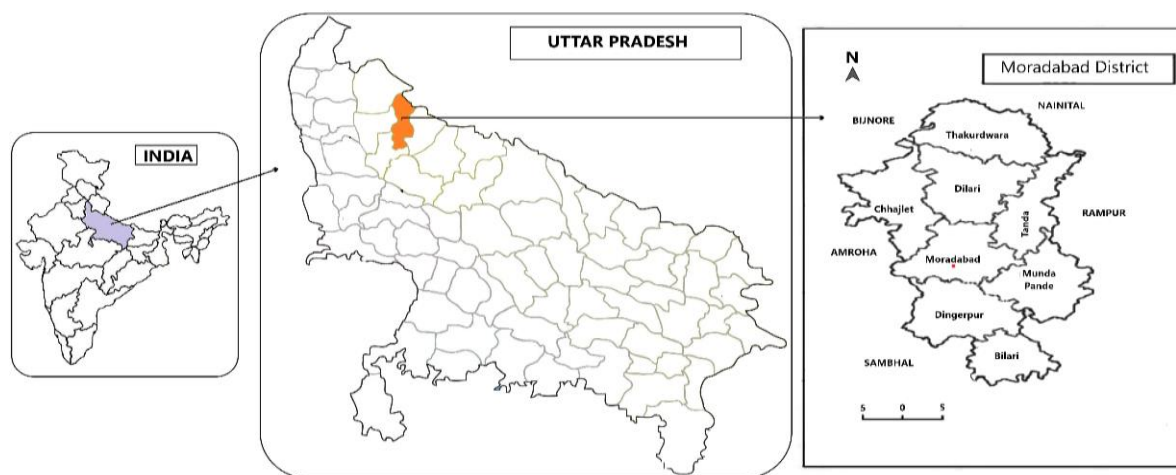 INDIA
UTTAR PRADESH
N
Moradabad District
BIJNORE
NAINITAL
Thakurdwara
Dilari
Chhajlet
Tanda
RAMPUR
AMROHA
Moradabad
Munda
Pande
Dingerpur
SAMBHAL
Bilari
5 0 5